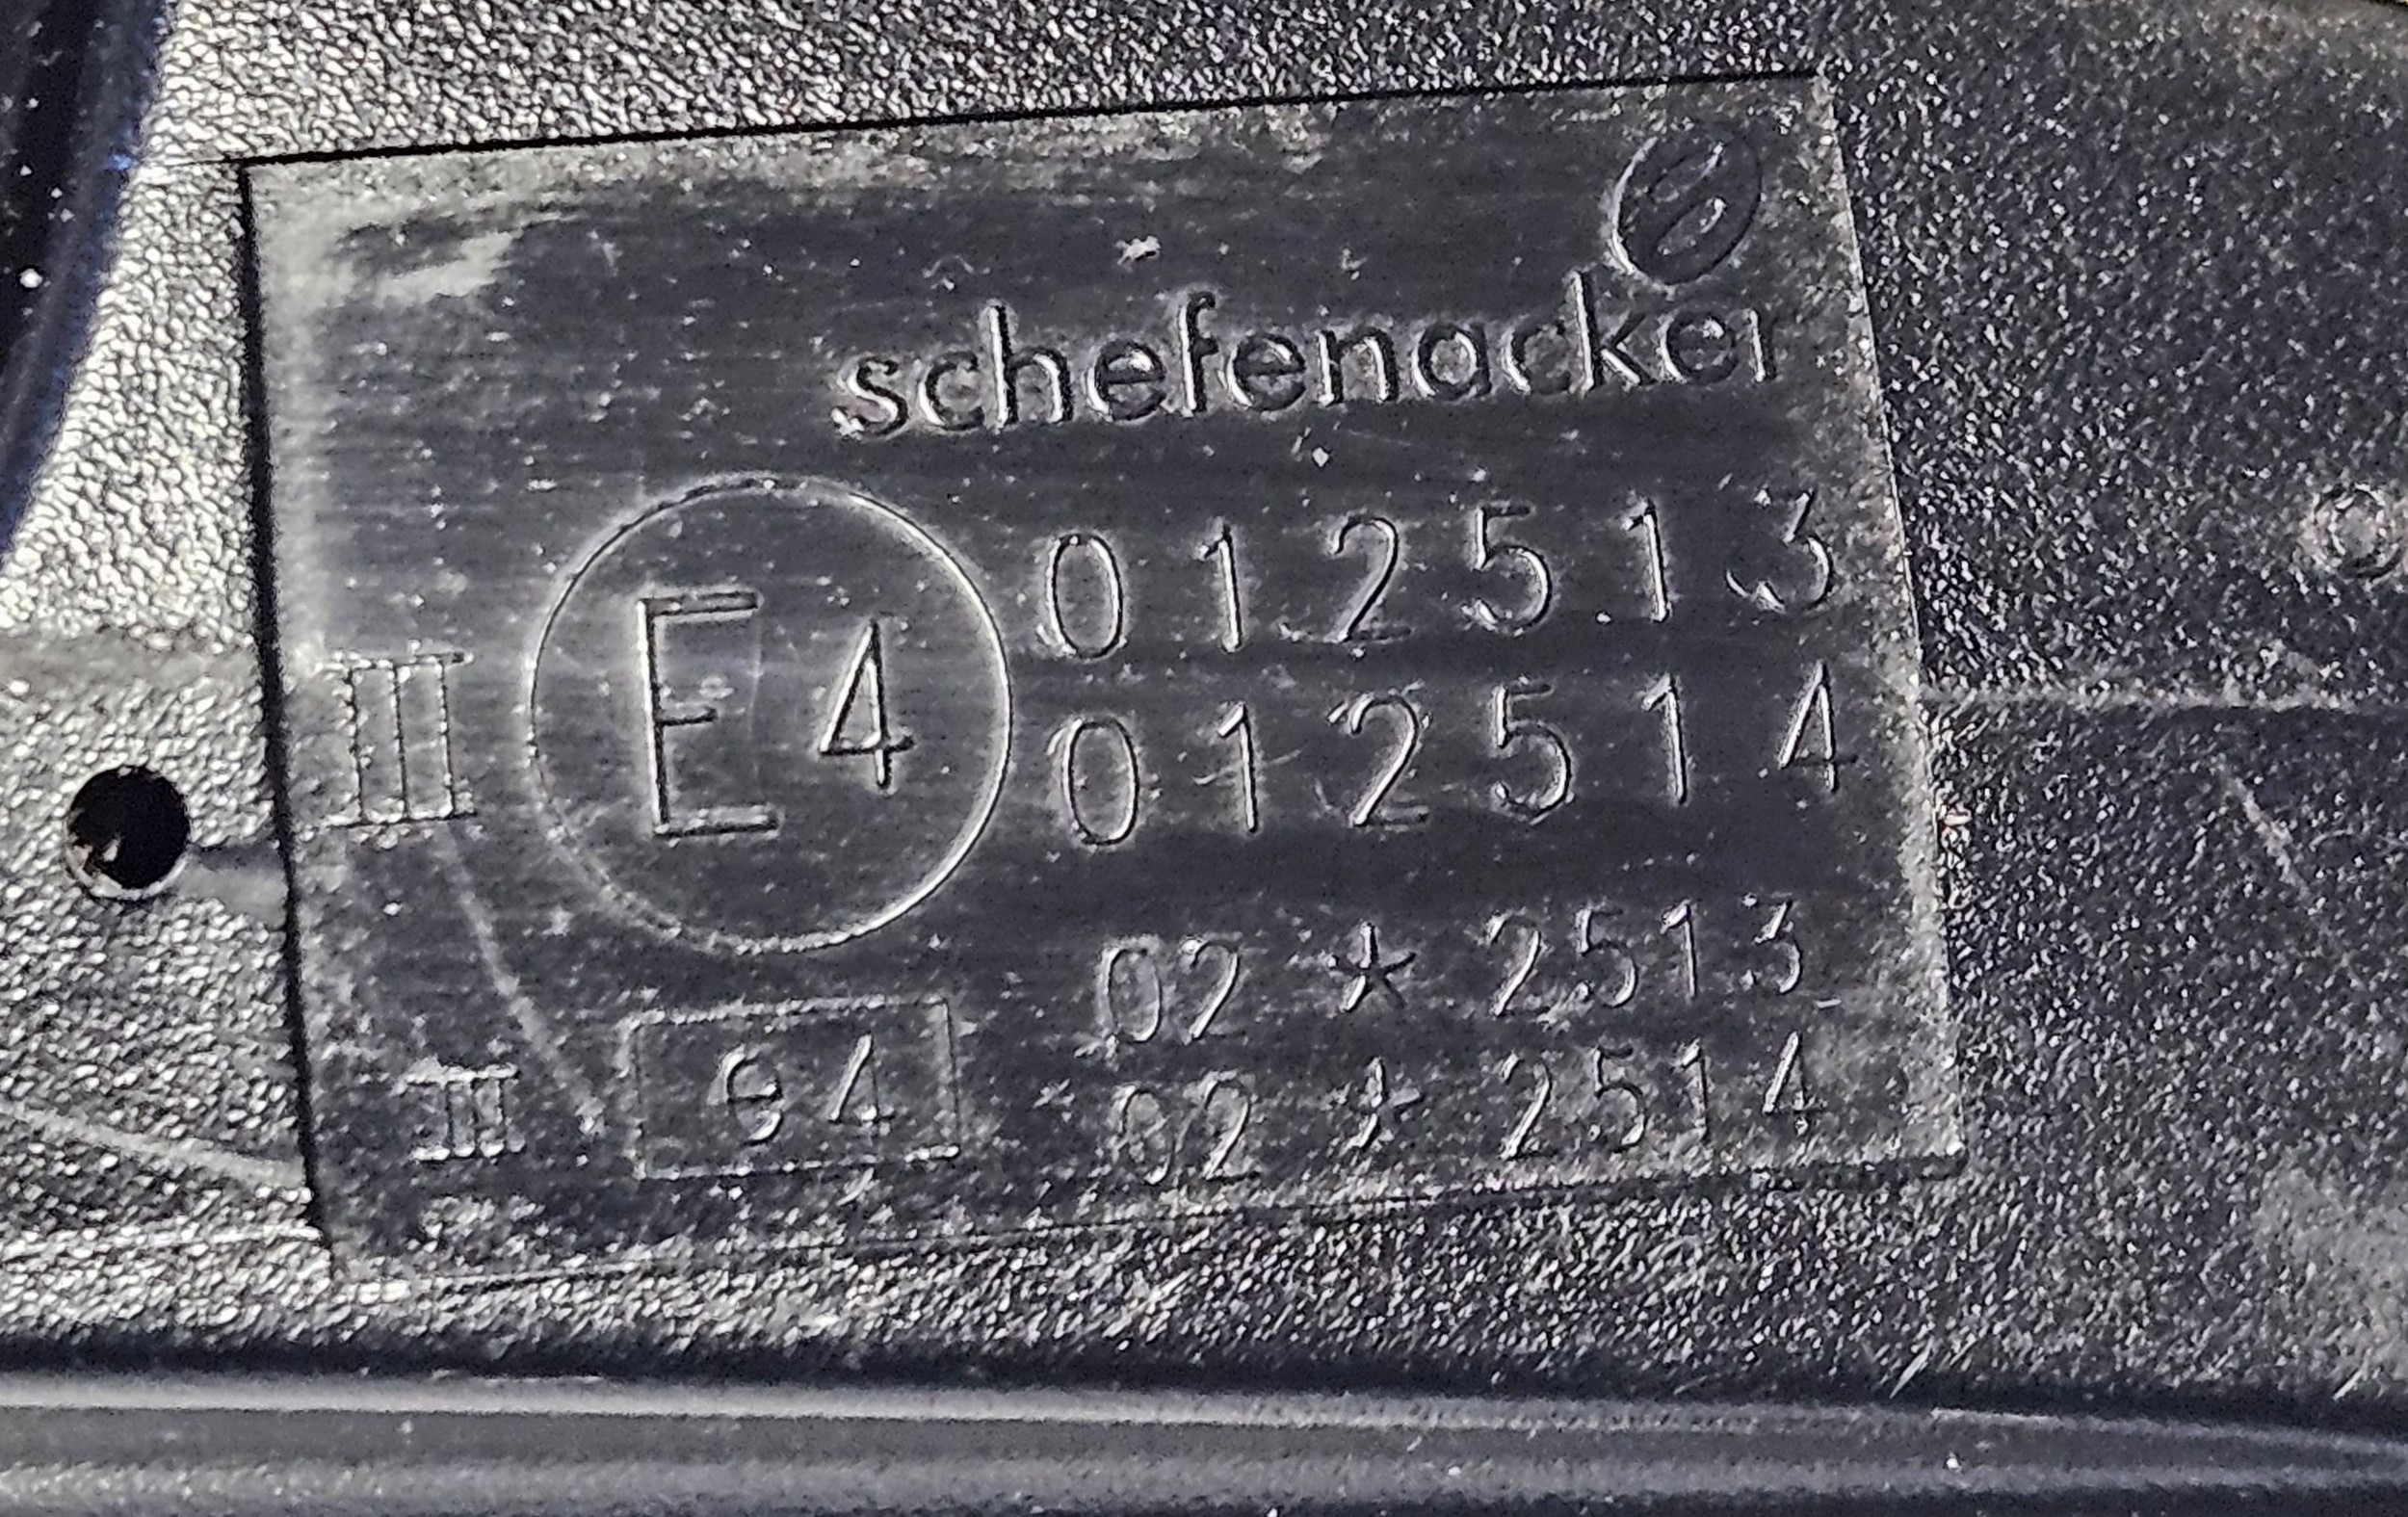 schefenacker
III E4 012513
012514
02 * 2513
III e4 02 * 2514